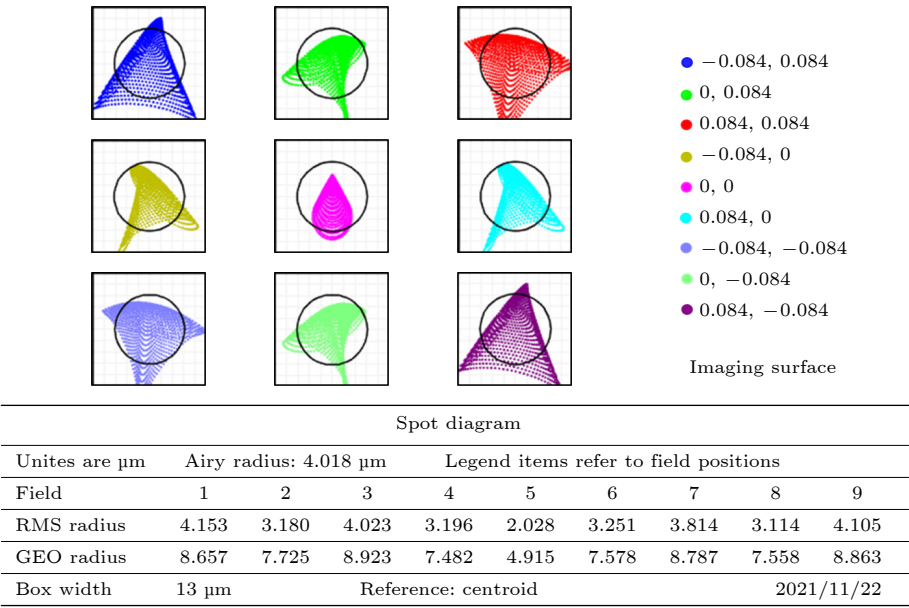 −0.084, 0.084
0, 0.084
0.084, 0.084
−0.084, 0
0, 0
0.084, 0
−0.084, −0.084
0, −0.084
0.084, −0.084
Imaging surface
Spot diagram
Unites are µm Airy radius: 4.018 µm Legend items refer to field positions
Field 1 2 3 4 5 6 7 8 9
RMS radius 4.153 3.180 4.023 3.196 2.028 3.251 3.814 3.114 4.105
GEO radius 8.657 7.725 8.923 7.482 4.915 7.578 8.787 7.558 8.863
Box width 13 µm Reference: centroid 2021/11/22